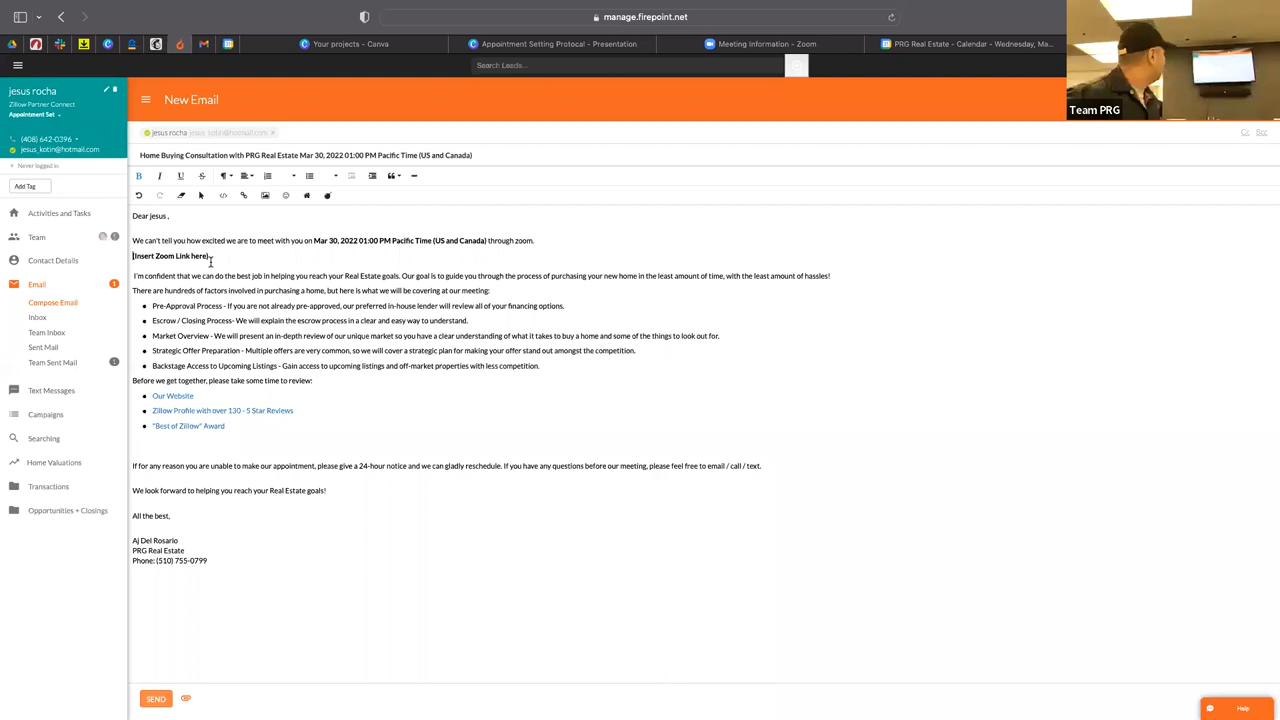 manage.firepoint.net
Your projects - Canva
Appointment Setting Protocal - Presentation
Meeting Information - Zoom
PRG Real Estate - Calendar - Wednesday, Ma...
Search Leads...
Team PRG
jesus rocha
Zillow Partner Connect
Appointment Set
(408) 642-0396
jesus_kotin@hotmail.com
Never logged in
Add Tag
Activities and Tasks
Team
Contact Details
Email
1
Compose Email
Inbox
Team Inbox
Sent Mail
Team Sent Mail
1
Text Messages
Campaigns
Searching
Home Valuations
Transactions
Opportunities + Closings
New Email
jesus rocha jesus_kotin@hotmail.com ×
Cc Bcc
Home Buying Consultation with PRG Real Estate Mar 30, 2022 01:00 PM Pacific Time (US and Canada)
B I U S
Dear jesus ,
We can't tell you how excited we are to meet with you on Mar 30, 2022 01:00 PM Pacific Time (US and Canada) through zoom.
(Insert Zoom Link here)
I'm confident that we can do the best job in helping you reach your Real Estate goals. Our goal is to guide you through the process of purchasing your new home in the least amount of time, with the least amount of hassles!
There are hundreds of factors involved in purchasing a home, but here is what we will be covering at our meeting:
● Pre-Approval Process - If you are not already pre-approved, our preferred in-house lender will review all of your financing options.
● Escrow / Closing Process- We will explain the escrow process in a clear and easy way to understand.
● Market Overview - We will present an in-depth review of our unique market so you have a clear understanding of what it takes to buy a home and some of the things to look out for.
● Strategic Offer Preparation - Multiple offers are very common, so we will cover a strategic plan for making your offer stand out amongst the competition.
● Backstage Access to Upcoming Listings - Gain access to upcoming listings and off-market properties with less competition.
Before we get together, please take some time to review:
● Our Website
● Zillow Profile with over 130 - 5 Star Reviews
● "Best of Zillow" Award
If for any reason you are unable to make our appointment, please give a 24-hour notice and we can gladly reschedule. If you have any questions before our meeting, please feel free to email / call / text.
We look forward to helping you reach your Real Estate goals!
All the best,
Aj Del Rosario
PRG Real Estate
Phone: (510) 755-0799
SEND
Help